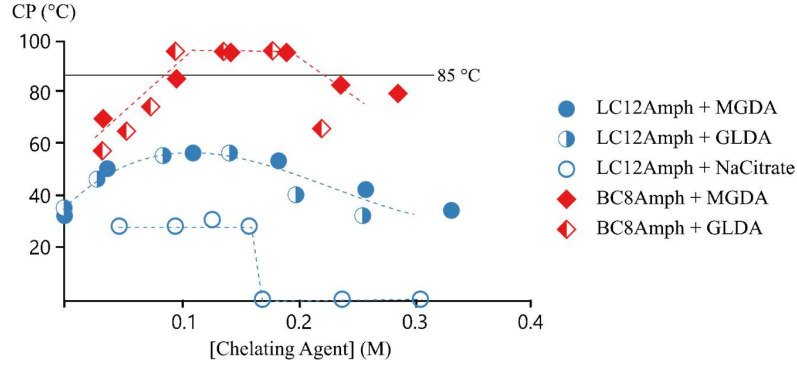 CP (°C)
100
85 °C
80
60
40
20
0.1
0.2
0.3
0.4
[Chelating Agent] (M)
LC12Amph + MGDA
LC12Amph + GLDA
LC12Amph + NaCitrate
BC8Amph + MGDA
BC8Amph + GLDA